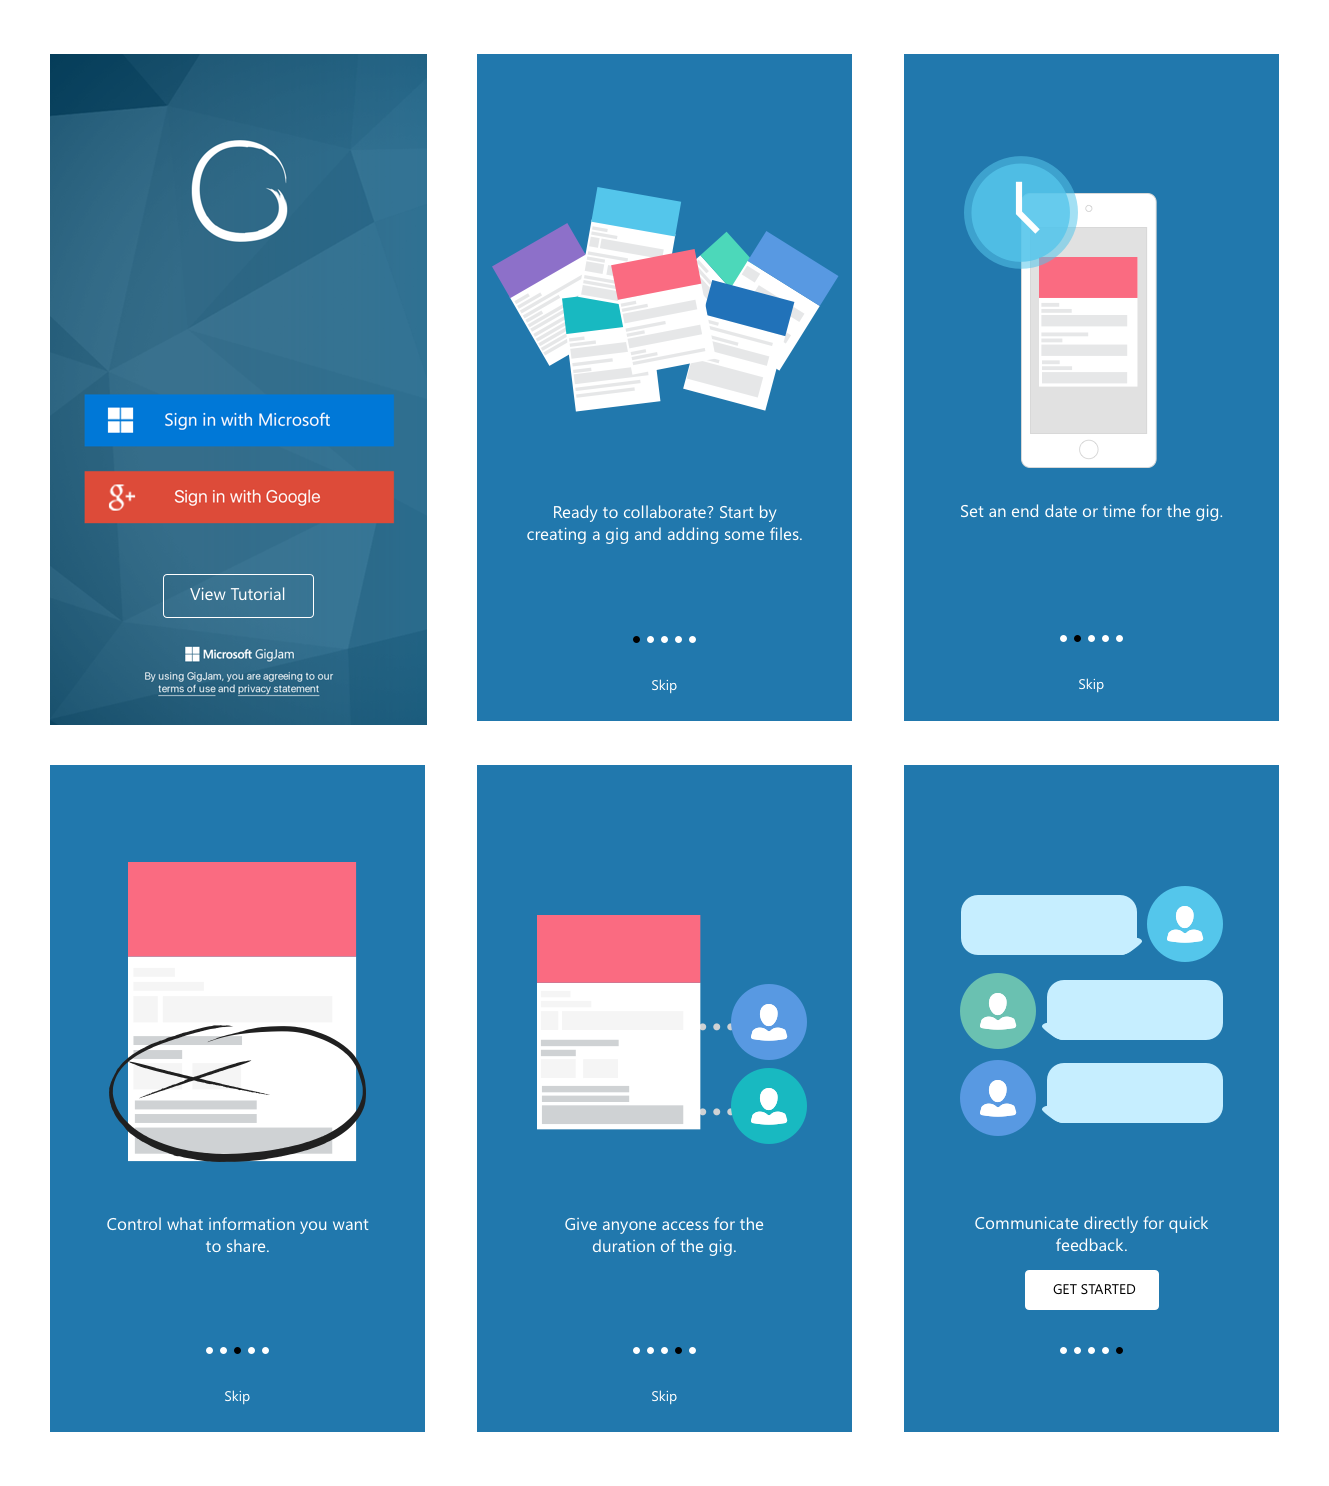 Sign in with Microsoft
g+
Sign in with Google
View Tutorial
Microsoft GigJam
By using GigJam, you are agreeing to our
terms of use and privacy statement
Ready to collaborate? Start by
creating a gig and adding some files.
Skip
Set an end date or time for the gig.
Skip
Control what information you want
to share.
Skip
Give anyone access for the
duration of the gig.
Skip
Communicate directly for quick
feedback.
GET STARTED